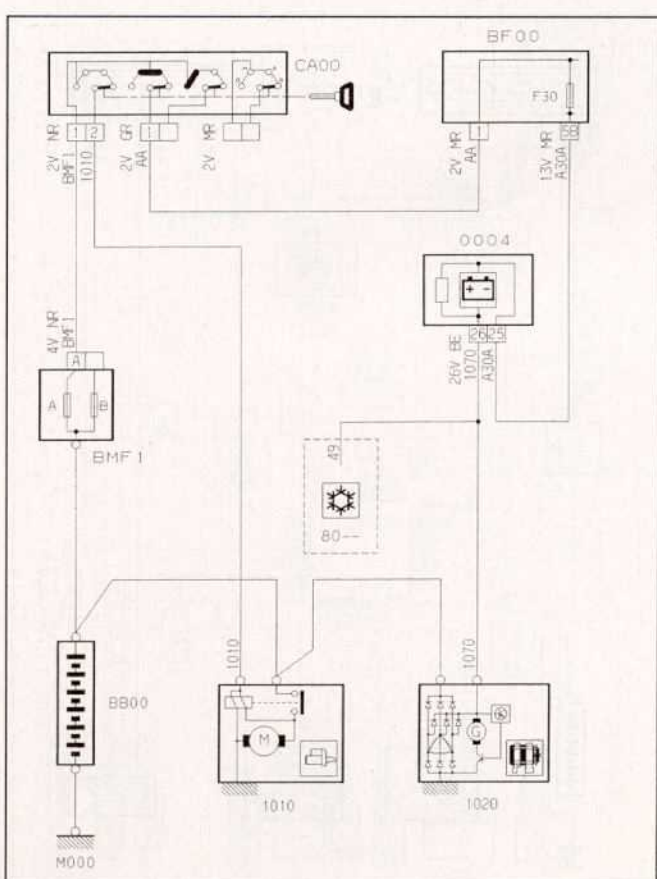 CA00
BF00
F30
1 2
1
1
5B
2V NR
BMF1
1010
2V GR
AA
2V MR
2V MR
AA
13V MR
A30A
0004
+ -
26 25
26V BE
1070
A30A
4V NR
BMF1
A
A
B
BMF1
49
80--
BB00
1010
1070
M
G
1010
1020
M000